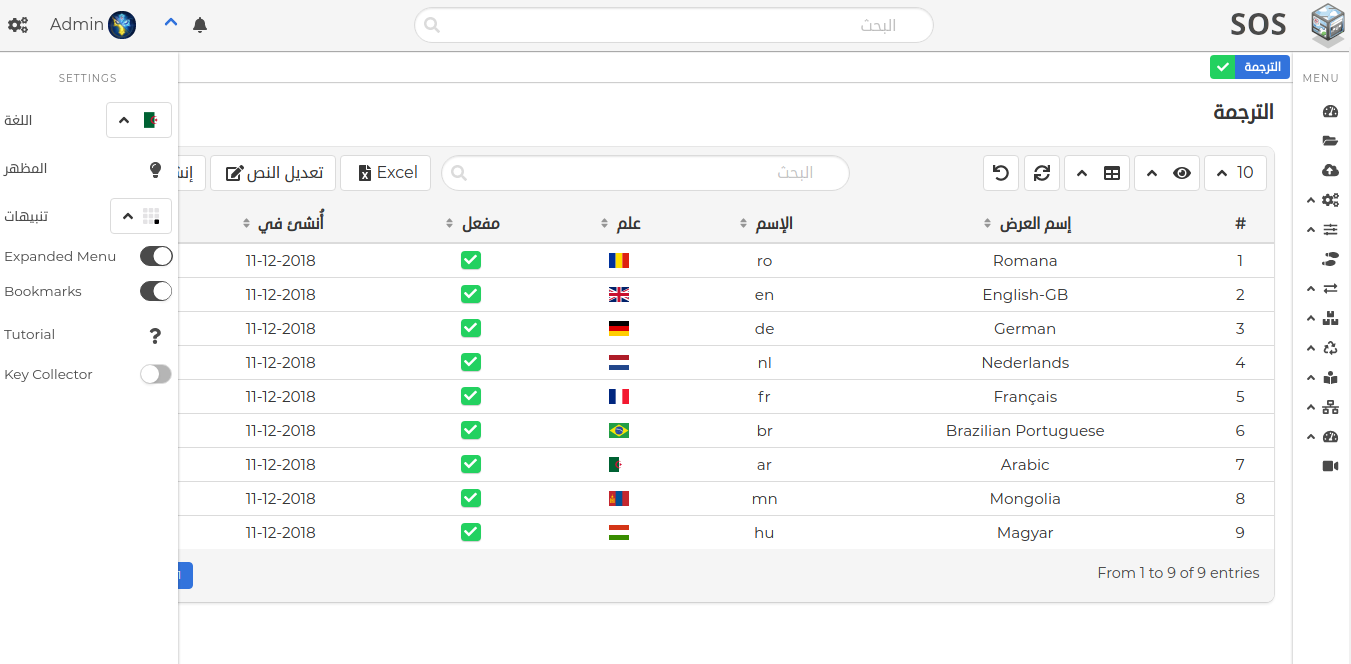 SOS
البحث
Admin
MENU
الترجمة
SETTINGS
اللغة
المظهر
تنبيهات
Expanded Menu
Bookmarks
Tutorial
Key Collector
الترجمة
10
البحث
Excel
تعديل النص
# إسم العرض الإسم علم مفعل أُنشئ في
1 Romana ro 11-12-2018
2 English-GB en 11-12-2018
3 German de 11-12-2018
4 Nederlands nl 11-12-2018
5 Français fr 11-12-2018
6 Brazilian Portuguese br 11-12-2018
7 Arabic ar 11-12-2018
8 Mongolia mn 11-12-2018
9 Magyar hu 11-12-2018
From 1 to 9 of 9 entries
1